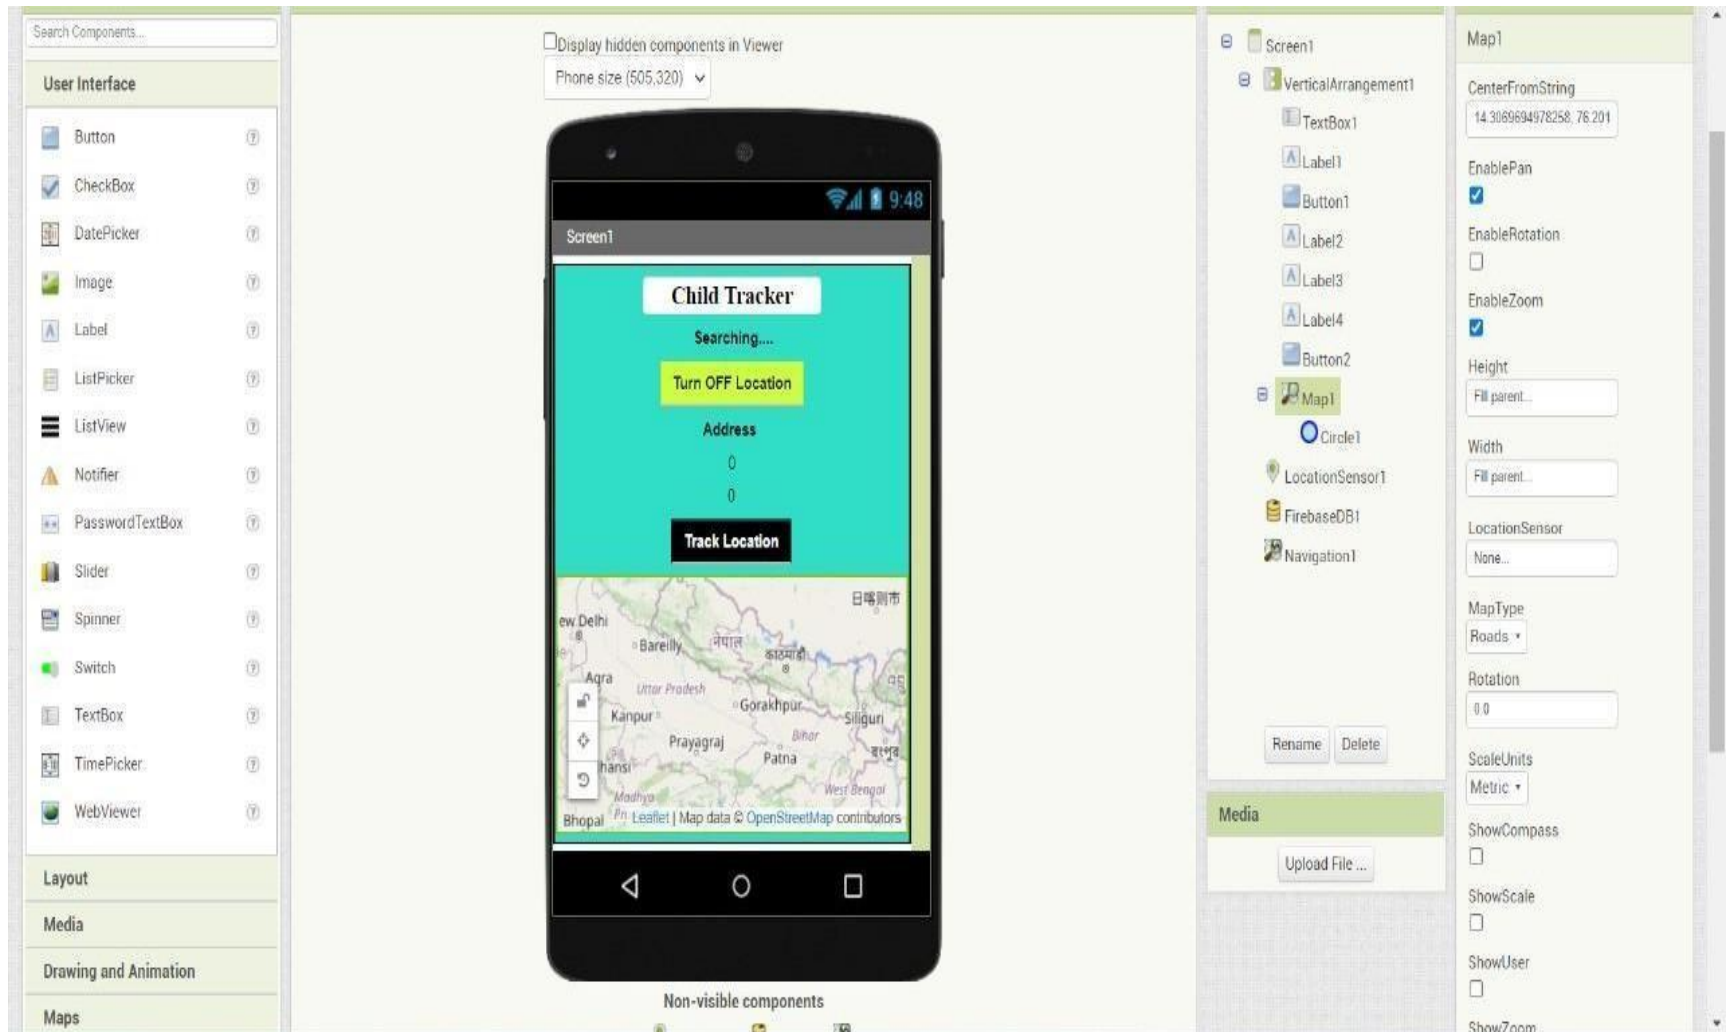 Search Components...
User Interface
Button
CheckBox
DatePicker
Image
Label
ListPicker
ListView
Notifier
PasswordTextBox
Slider
Spinner
Switch
TextBox
TimePicker
WebViewer
Layout
Media
Drawing and Animation
Maps
Display hidden components in Viewer
Phone size (505,320)
9:48
Screen1
Child Tracker
Searching....
Turn OFF Location
Address
0
0
Track Location
日喀则市
ew Delhi
Bareilly
नेपाल
काठमाडौं
Agra
Uttar Pradesh
Gorakhpur
Kanpur
Siliguri
Bihar
Prayagraj
Patna
রংপুর
hansi
Madhya
West Bengal
Bhopal
Leaflet | Map data © OpenStreetMap contributors
Non-visible components
Screen1
VerticalArrangement1
TextBox1
Label1
Button1
Label2
Label3
Label4
Button2
Map1
Circle1
LocationSensor1
FirebaseDB1
Navigation1
Rename Delete
Media
Upload File ...
Map1
CenterFromString
14.3069694978258, 76.201
EnablePan
EnableRotation
EnableZoom
Height
Fill parent...
Width
Fill parent...
LocationSensor
None...
MapType
Roads
Rotation
0.0
ScaleUnits
Metric
ShowCompass
ShowScale
ShowUser
ShowZoom